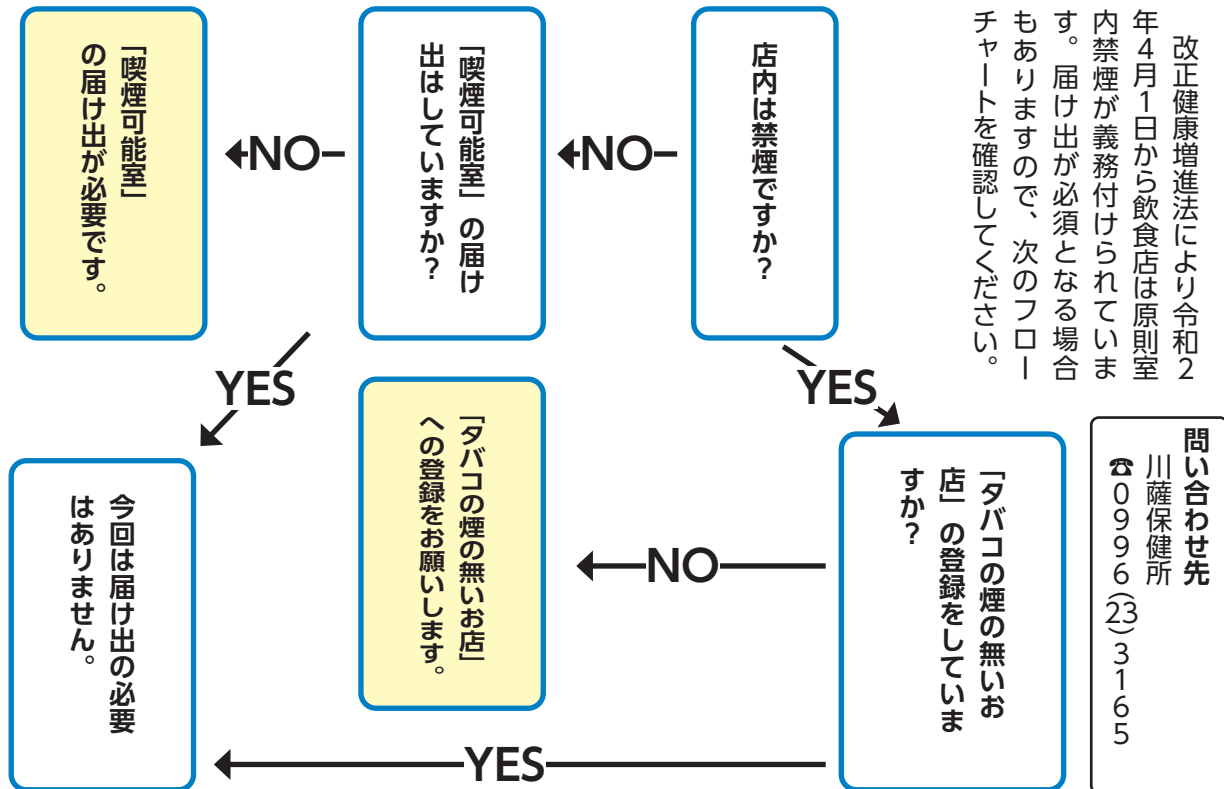 改正健康増進法により令和2
年4月1日から飲食店は原則室
内禁煙が義務付けられていま
す。届け出が必須となる場合
もありますので、次のフロー
チャートを確認してください。
問い合わせ先
川薩保健所
☎0996(23)3165
店内は禁煙ですか？
NO
「喫煙可能室」の届け
出はしていますか？
NO
「喫煙可能室」
の届け出が必要です。
YES
YES
「タバコの煙の無いお
店」の登録をしていま
すか？
NO
「タバコの煙の無いお店」
への登録をお願いします。
YES
今回は届け出の必要
はありません。